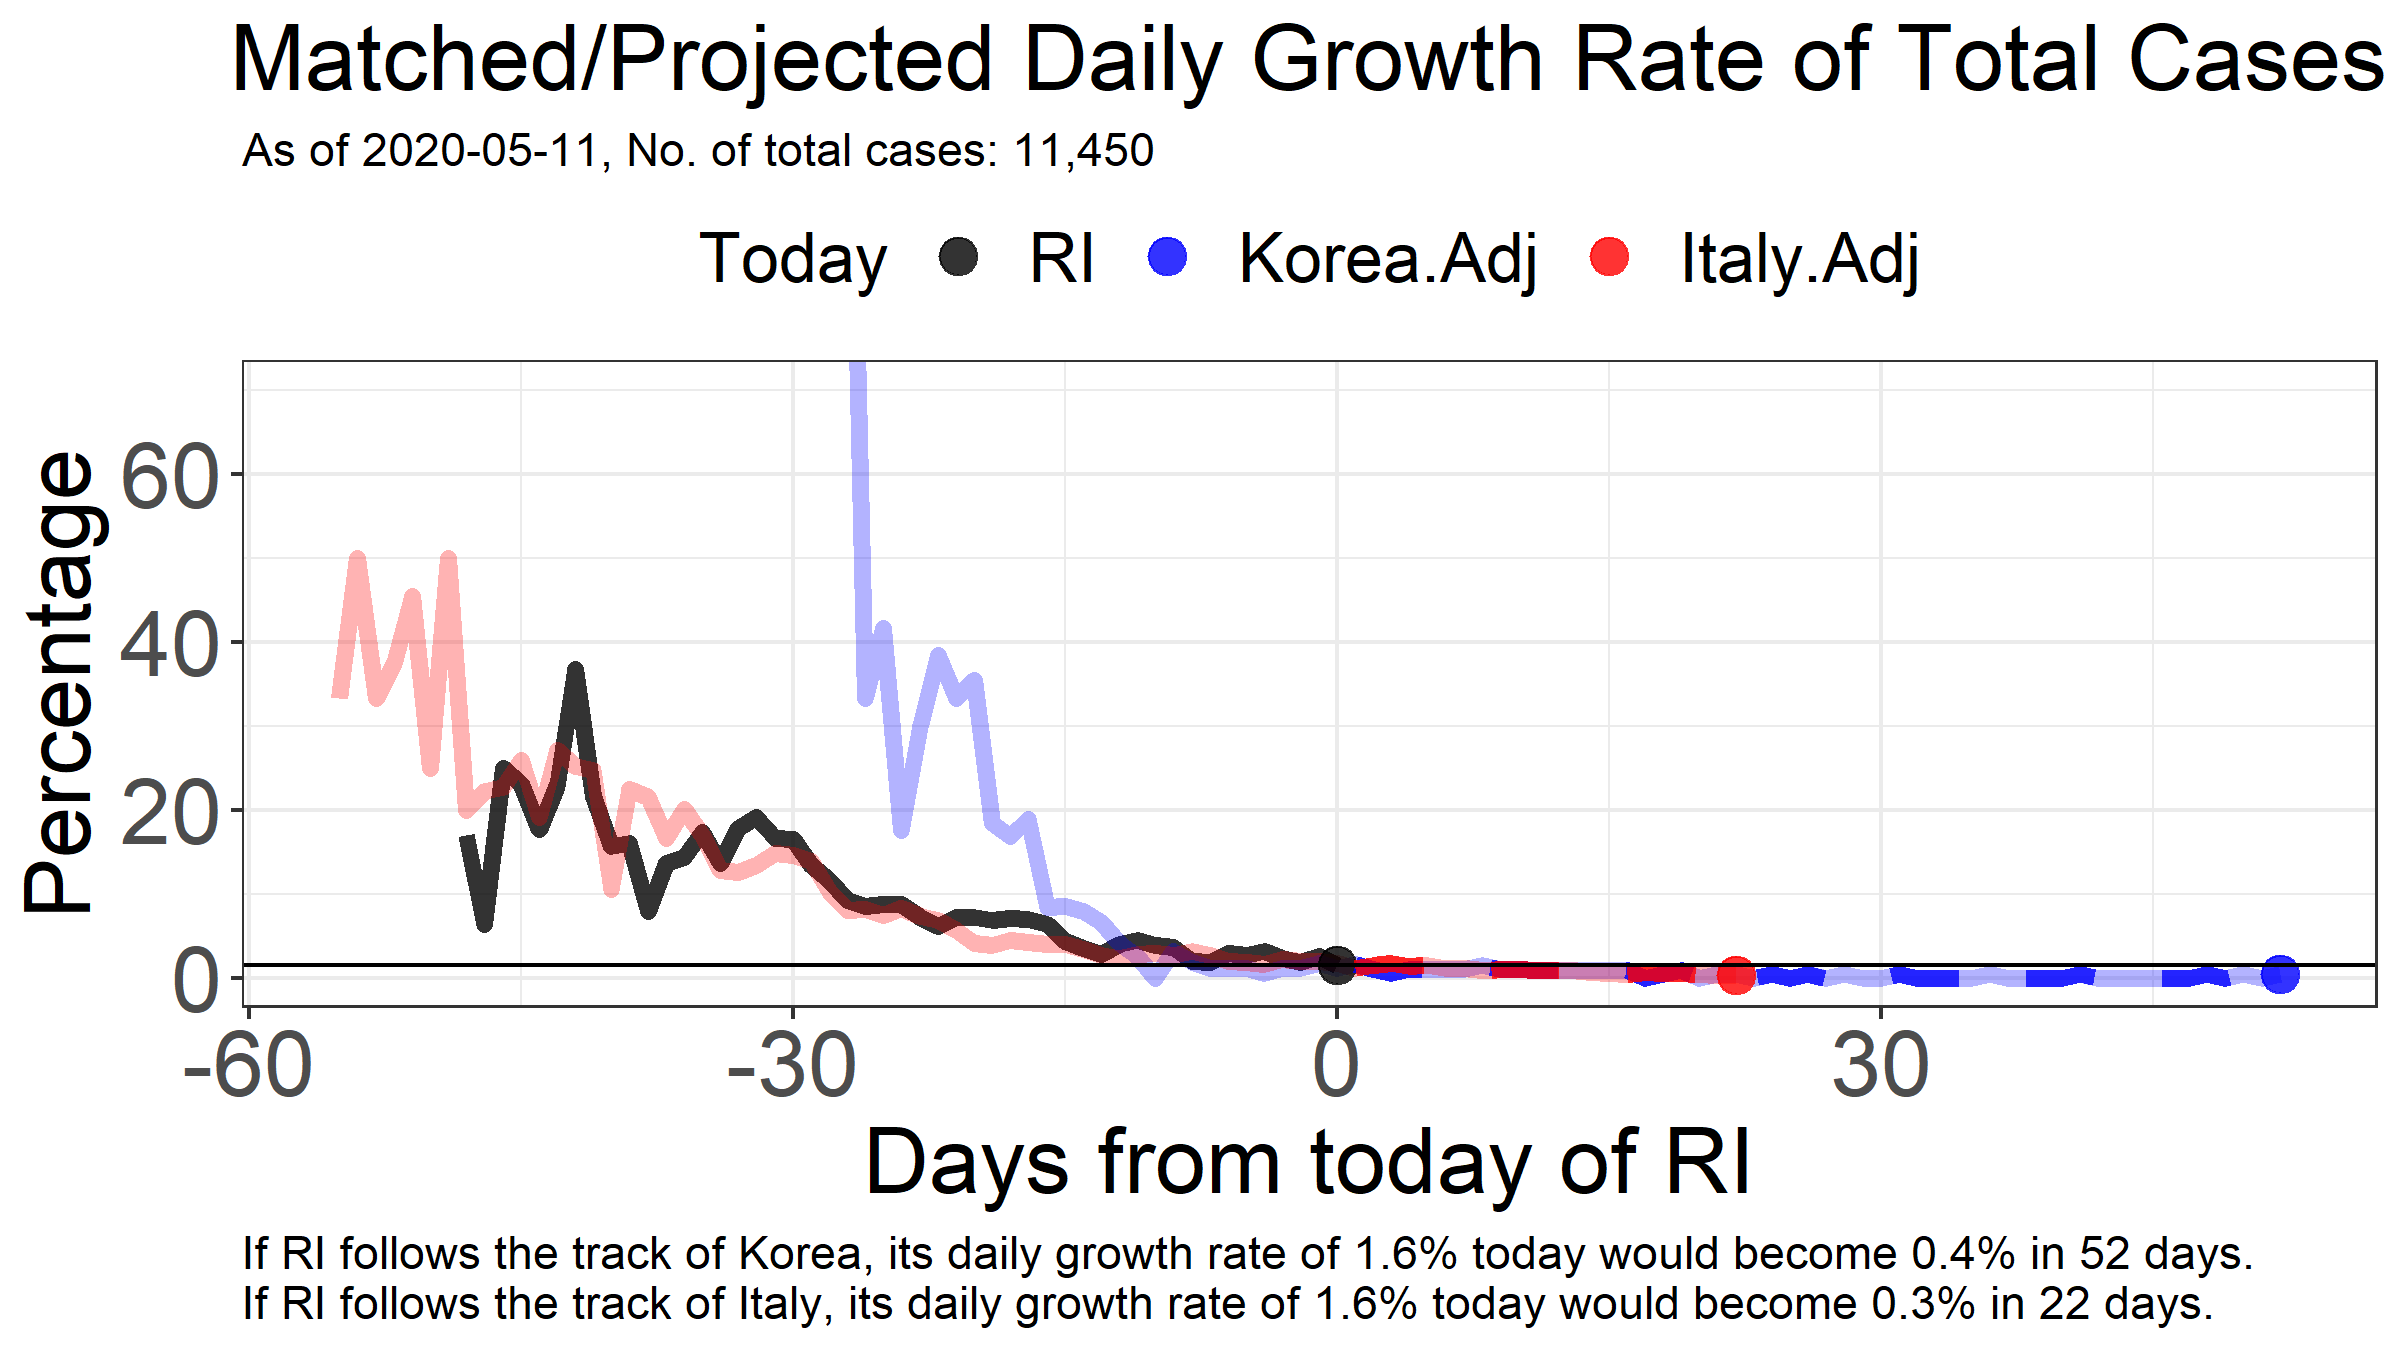 Matched/Projected Daily Growth Rate of Total Cases
As of 2020-05-11, No. of total cases: 11,450
Today RI Korea.Adj Italy.Adj
Percentage
60
40
20
0
-60 -30 0 30
Days from today of RI
If RI follows the track of Korea, its daily growth rate of 1.6% today would become 0.4% in 52 days.
If RI follows the track of Italy, its daily growth rate of 1.6% today would become 0.3% in 22 days.